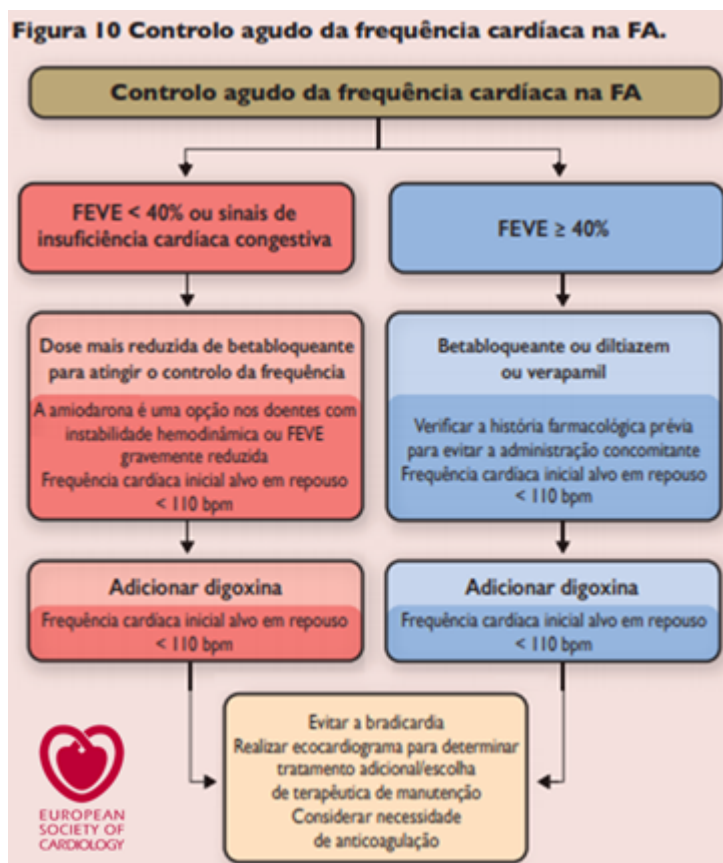 Figura 10 Controlo agudo da frequência cardíaca na FA.
Controlo agudo da frequência cardíaca na FA
FEVE < 40% ou sinais de
insuficiência cardíaca congestiva
FEVE ≥ 40%
Dose mais reduzida de betabloqueante
para atingir o controlo da frequência
A amiodarona é uma opção nos doentes com
instabilidade hemodinâmica ou FEVE
gravemente reduzida
Frequência cardíaca inicial alvo em repouso
< 110 bpm
Betabloqueante ou diltiazem
ou verapamil
Verificar a história farmacológica prévia
para evitar a administração concomitante
Frequência cardíaca inicial alvo em repouso
< 110 bpm
Adicionar digoxina
Frequência cardíaca inicial alvo em repouso
< 110 bpm
Adicionar digoxina
Frequência cardíaca inicial alvo em repouso
< 110 bpm
Evitar a bradicardia
Realizar ecocardiograma para determinar
tratamento adicional/escolha
de terapêutica de manutenção
Considerar necessidade
de anticoagulação
EUROPEAN
SOCIETY OF
CARDIOLOGY